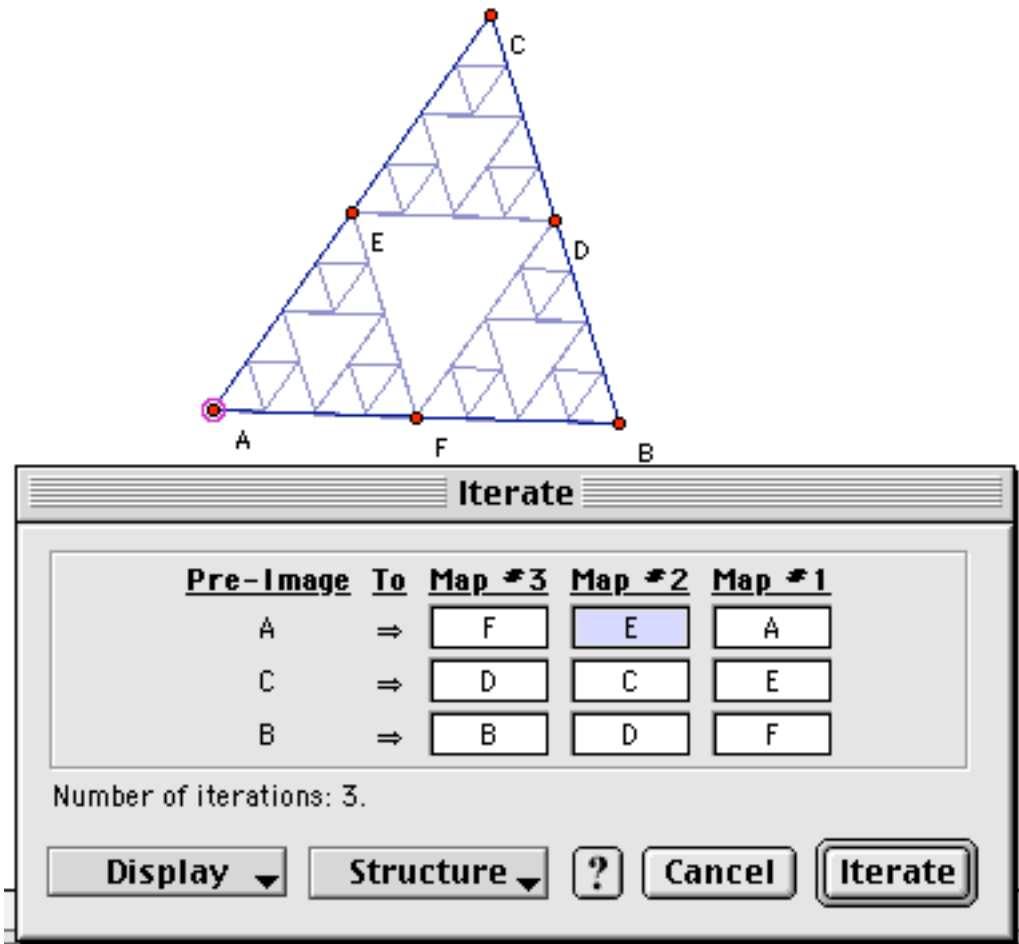 C
E
D
A
F
B
Iterate
Pre-Image To Map #3 Map #2 Map #1
A ⇒ F E A
C ⇒ D C E
B ⇒ B D F
Number of iterations: 3.
Display Structure ? Cancel Iterate